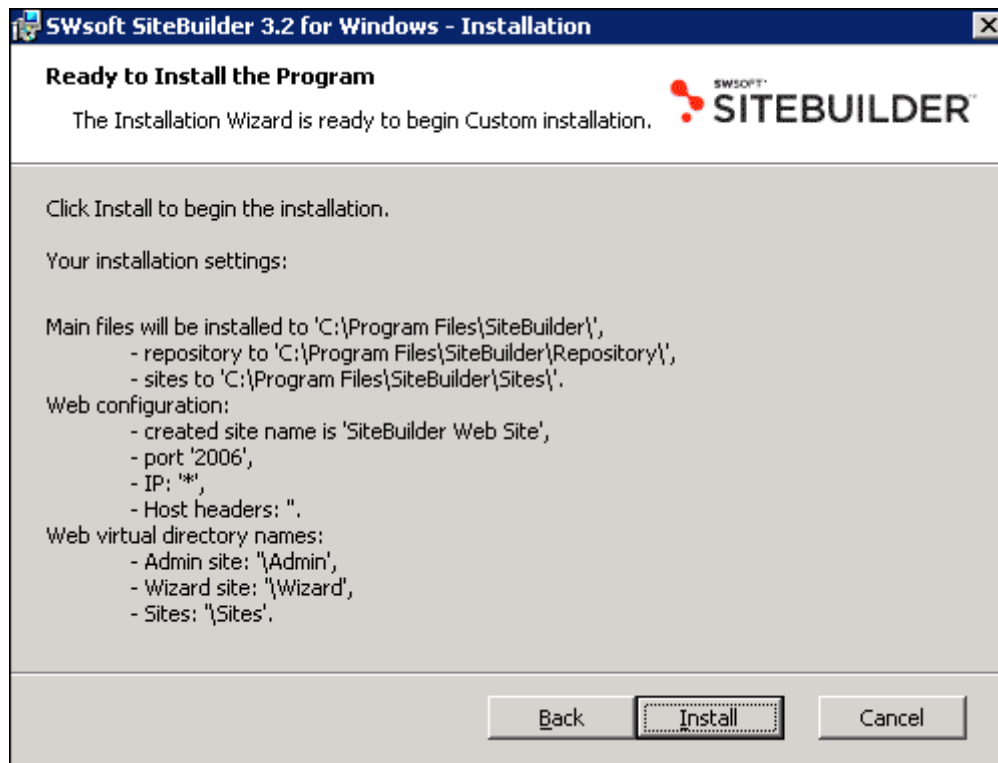 SWsoft SiteBuilder 3.2 for Windows - Installation
Ready to Install the Program
The Installation Wizard is ready to begin Custom installation.
SWSOFT
SITEBUILDER
Click Install to begin the installation.
Your installation settings:
Main files will be installed to 'C:\Program Files\SiteBuilder\',
- repository to 'C:\Program Files\SiteBuilder\Repository\',
- sites to 'C:\Program Files\SiteBuilder\Sites\'.
Web configuration:
- created site name is 'SiteBuilder Web Site',
- port '2006',
- IP: '*',
- Host headers: ''.
Web virtual directory names:
- Admin site: '\Admin',
- Wizard site: '\Wizard',
- Sites: '\Sites'.
Back
Install
Cancel